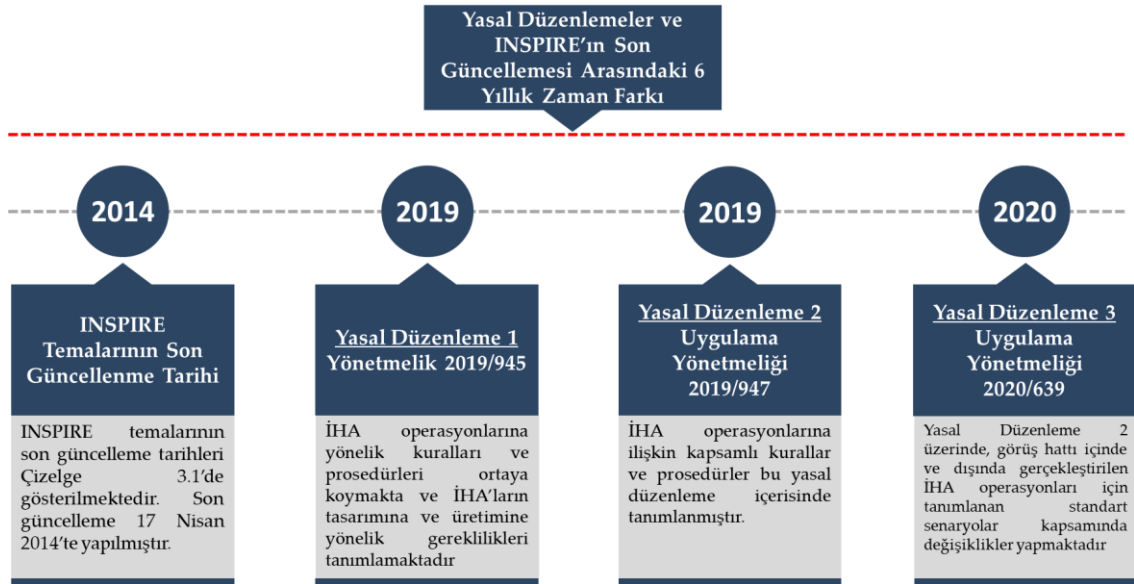 Yasal Düzenlemeler ve
INSPIRE’ın Son
Güncellemesi Arasındaki 6
Yıllık Zaman Farkı
2014
2019
2019
2020
INSPIRE
Temalarının Son
Güncellenme Tarihi
INSPIRE temalarının
son güncelleme tarihleri
Çizelge 3.1’de
gösterilmektedir. Son
güncelleme 17 Nisan
2014’te yapılmıştır.
Yasal Düzenleme 1
Yönetmelik 2019/945
İHA operasyonlarına
yönelik kuralları ve
prosedürleri ortaya
koymakta ve İHA’ların
tasarımına ve üretimine
yönelik gereklilikleri
tanımlamaktadır
Yasal Düzenleme 2
Uygulama
Yönetmeliği
2019/947
İHA operasyonlarına
ilişkin kapsamlı kurallar
ve prosedürler bu yasal
düzenleme içerisinde
tanımlanmıştır.
Yasal Düzenleme 3
Uygulama
Yönetmeliği
2020/639
Yasal Düzenleme 2
üzerinde, görüş hattı içinde
ve dışında gerçekleştirilen
İHA operasyonları için
tanımlanan standart
senaryolar kapsamında
değişiklikler yapmaktadır